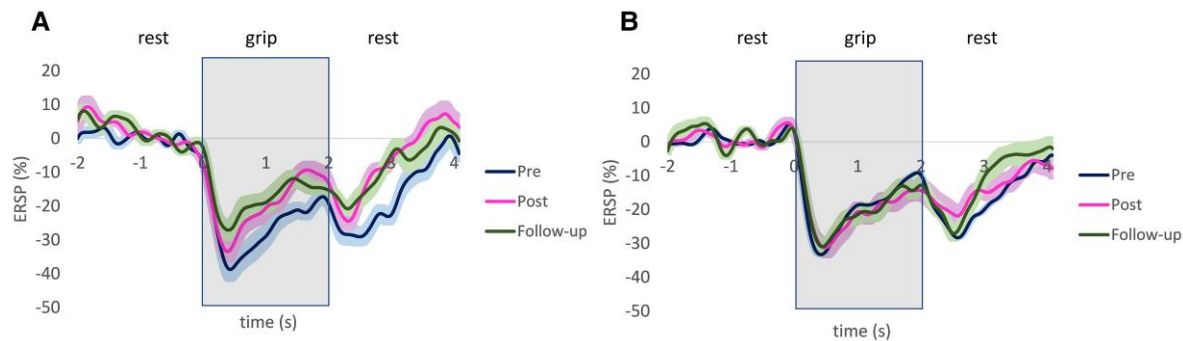 A
rest grip rest
20
10
0
-10
-20
-30
-40
-50
-2 -1 0 1 2 3 4
ERSP (%)
time (s)
Pre
Post
Follow-up
B
rest grip rest
20
10
0
-10
-20
-30
-40
-50
-2 -1 0 1 2 3 4
ERSP (%)
time (s)
Pre
Post
Follow-up